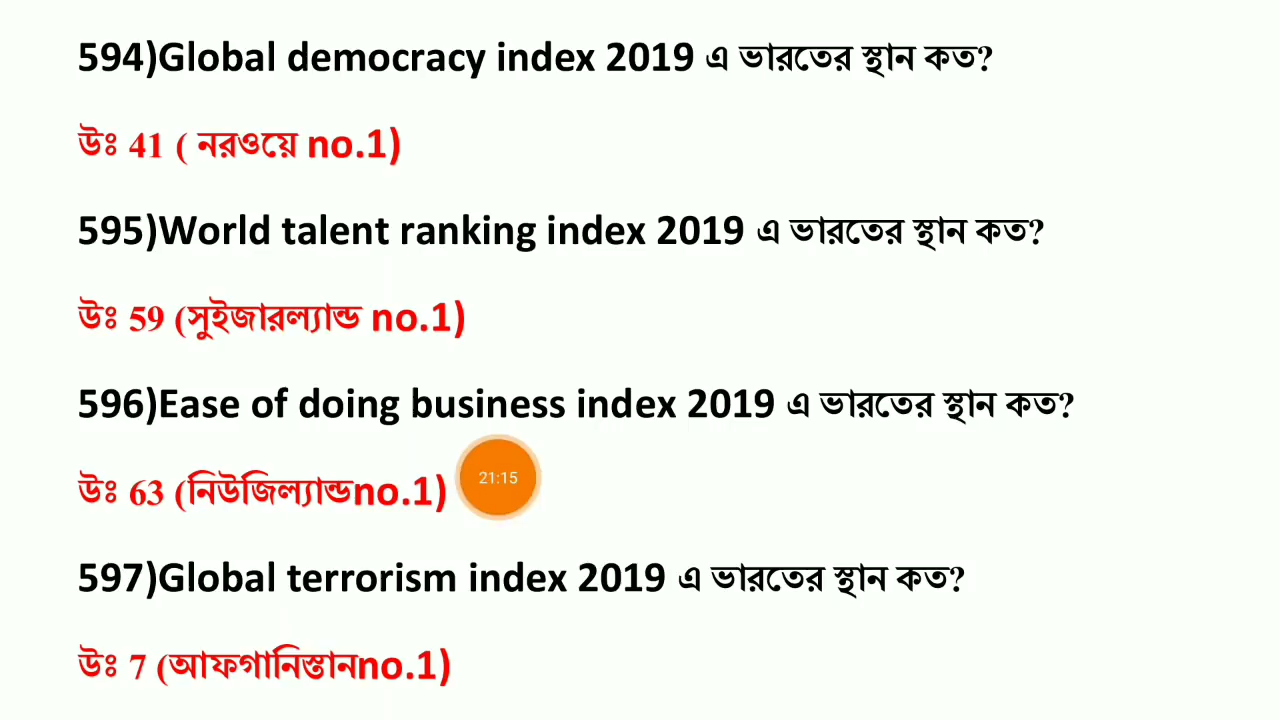 594)Global democracy index 2019 এ ভারতের স্থান কত?
উঃ 41 ( নরওয়ে no.1)
595)World talent ranking index 2019 এ ভারতের স্থান কত?
উঃ 59 (সুইজারল্যান্ড no.1)
596)Ease of doing business index 2019 এ ভারতের স্থান কত?
উঃ 63 (নিউজিল্যান্ডno.1)
21:15
597)Global terrorism index 2019 এ ভারতের স্থান কত?
উঃ 7 (আফগানিস্তানno.1)